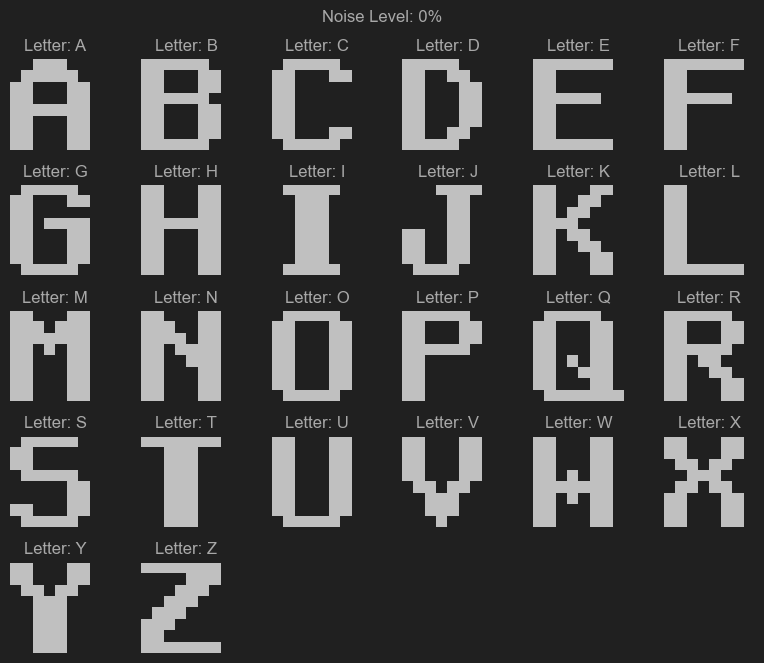 Noise Level: 0%
Letter: A Letter: B Letter: C Letter: D Letter: E Letter: F
A B C D E F
Letter: G Letter: H Letter: I Letter: J Letter: K Letter: L
G H I J K L
Letter: M Letter: N Letter: O Letter: P Letter: Q Letter: R
M N O P Q R
Letter: S Letter: T Letter: U Letter: V Letter: W Letter: X
S T U V W X
Letter: Y Letter: Z
Y Z